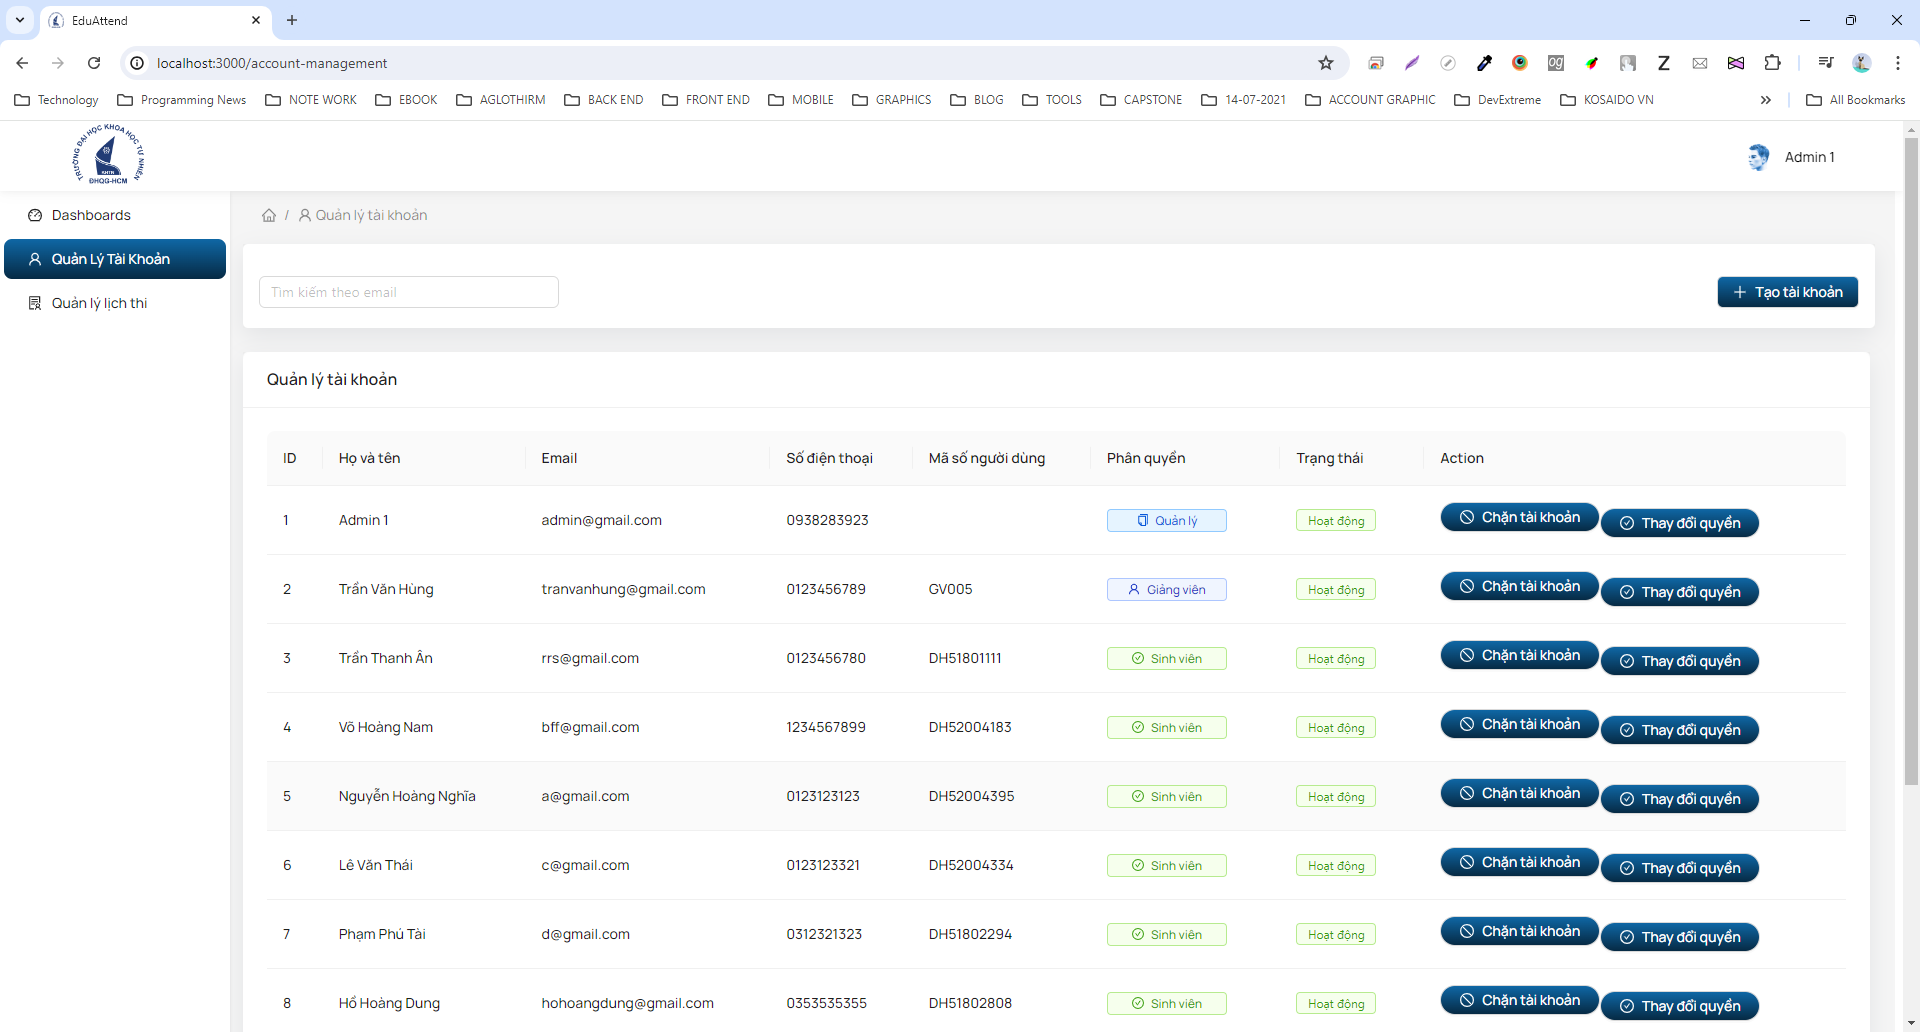 EduAttend
localhost:3000/account-management
Technology Programming News NOTE WORK EBOOK AGLOTHIRM BACK END FRONT END MOBILE GRAPHICS BLOG TOOLS CAPSTONE 14-07-2021 ACCOUNT GRAPHIC DevExtreme KOSAIDO VN All Bookmarks
TRƯỜNG ĐẠI HỌC KHOA HỌC TỰ NHIÊN
ĐHQG-HCM
Admin 1
Dashboards
Quản Lý Tài Khoản
Quản lý lịch thi
/ Quản lý tài khoản
Tìm kiếm theo email
Tạo tài khoản
Quản lý tài khoản
ID Họ và tên Email Số điện thoại Mã số người dùng Phân quyền Trạng thái Action
1 Admin 1 admin@gmail.com 0938283923 Quản lý Hoạt động Chặn tài khoản Thay đổi quyền
2 Trần Văn Hùng tranvanhung@gmail.com 0123456789 GV005 Giảng viên Hoạt động Chặn tài khoản Thay đổi quyền
3 Trần Thanh Ân rrs@gmail.com 0123456780 DH51801111 Sinh viên Hoạt động Chặn tài khoản Thay đổi quyền
4 Võ Hoàng Nam bff@gmail.com 1234567899 DH52004183 Sinh viên Hoạt động Chặn tài khoản Thay đổi quyền
5 Nguyễn Hoàng Nghĩa a@gmail.com 0123123123 DH52004395 Sinh viên Hoạt động Chặn tài khoản Thay đổi quyền
6 Lê Văn Thái c@gmail.com 0123123321 DH52004334 Sinh viên Hoạt động Chặn tài khoản Thay đổi quyền
7 Phạm Phú Tài d@gmail.com 0312321323 DH51802294 Sinh viên Hoạt động Chặn tài khoản Thay đổi quyền
8 Hồ Hoàng Dung hohoangdung@gmail.com 0353535355 DH51802808 Sinh viên Hoạt động Chặn tài khoản Thay đổi quyền